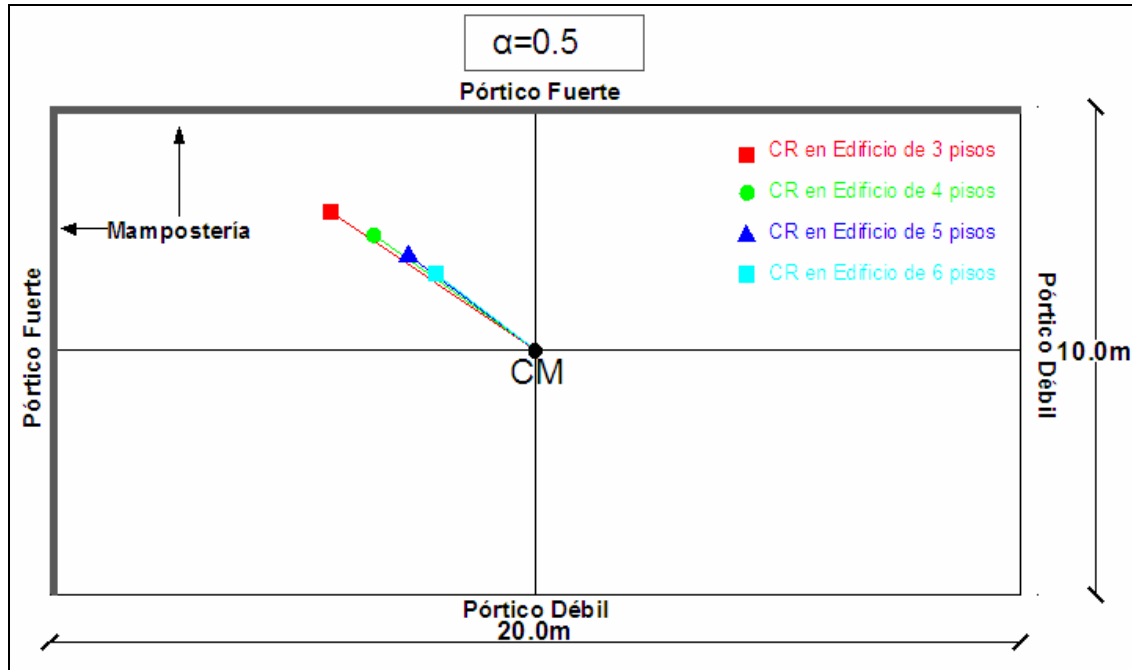 α=0.5
Pórtico Fuerte
CR en Edificio de 3 pisos
CR en Edificio de 4 pisos
Mampostería
CR en Edificio de 5 pisos
CR en Edificio de 6 pisos
Pórtico Fuerte
Pórtico Débil
10.0m
CM
Pórtico Débil
20.0m